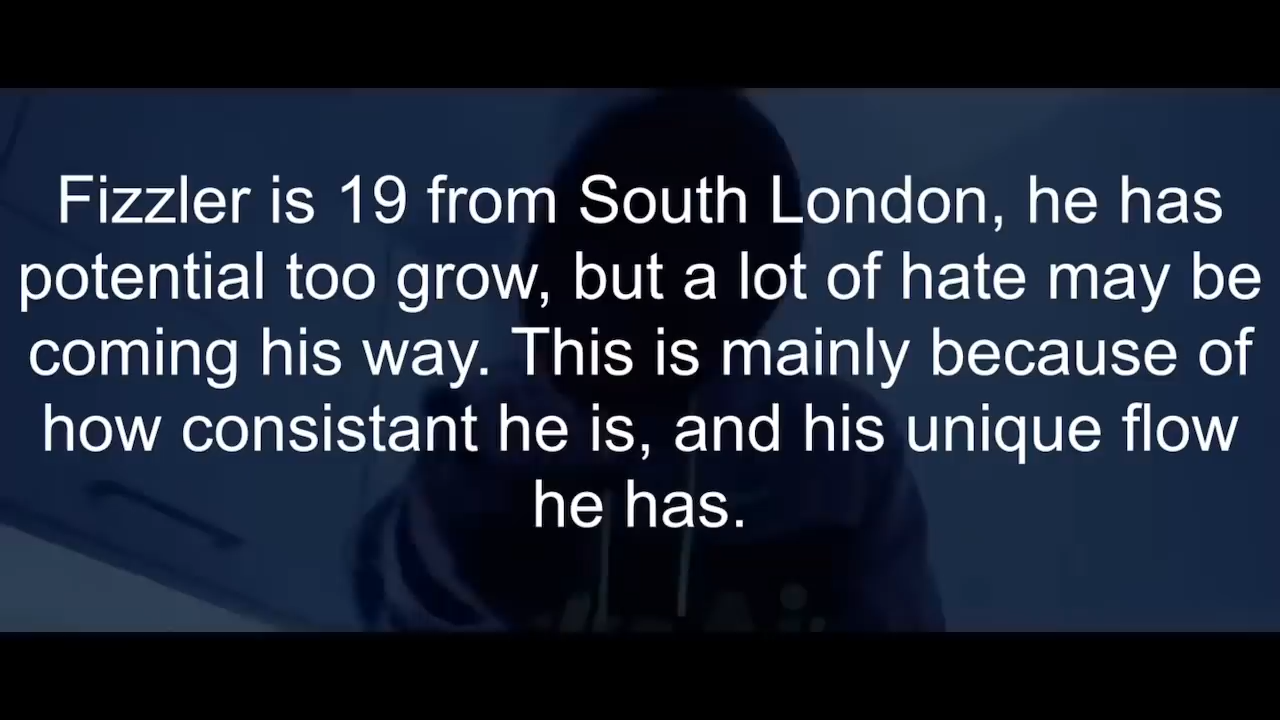 Fizzler is 19 from South London, he has
potential too grow, but a lot of hate may be
coming his way. This is mainly because of
how consistant he is, and his unique flow
he has.